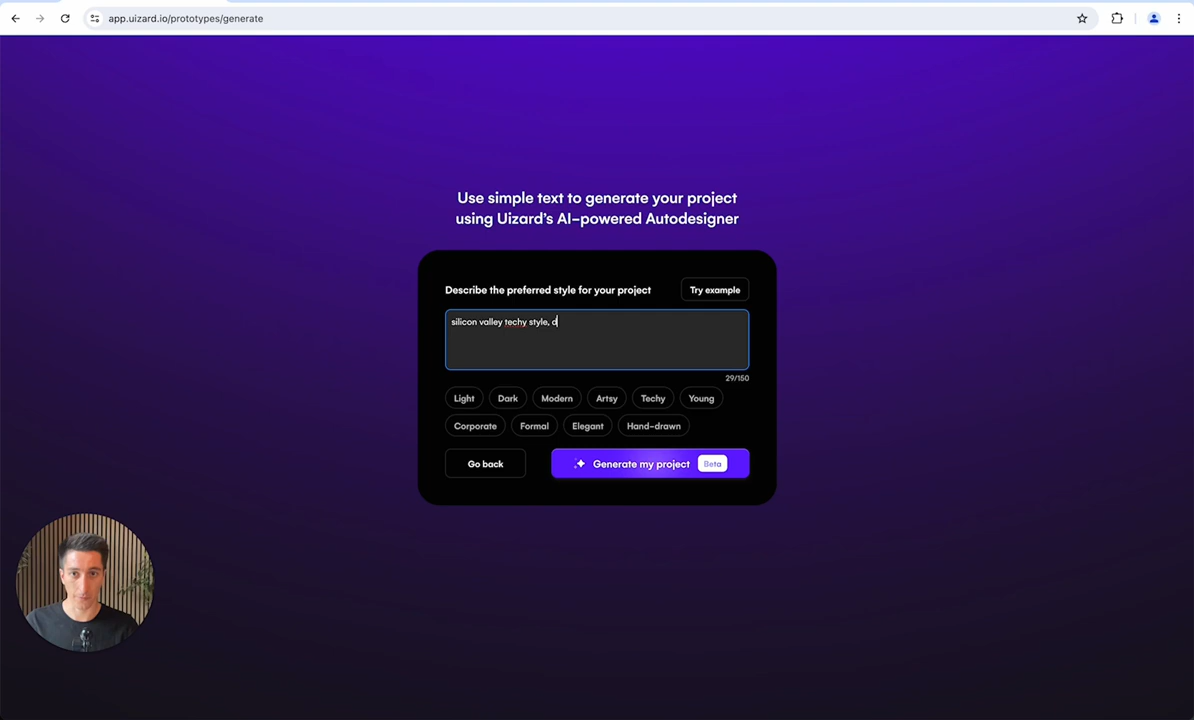 app.uizard.io/prototypes/generate
Use simple text to generate your project
using Uizard's AI-powered Autodesigner
Describe the preferred style for your project
Try example
silicon valley techy style, d
29/150
Light
Dark
Modern
Artsy
Techy
Young
Corporate
Formal
Elegant
Hand-drawn
Go back
Generate my project
Beta